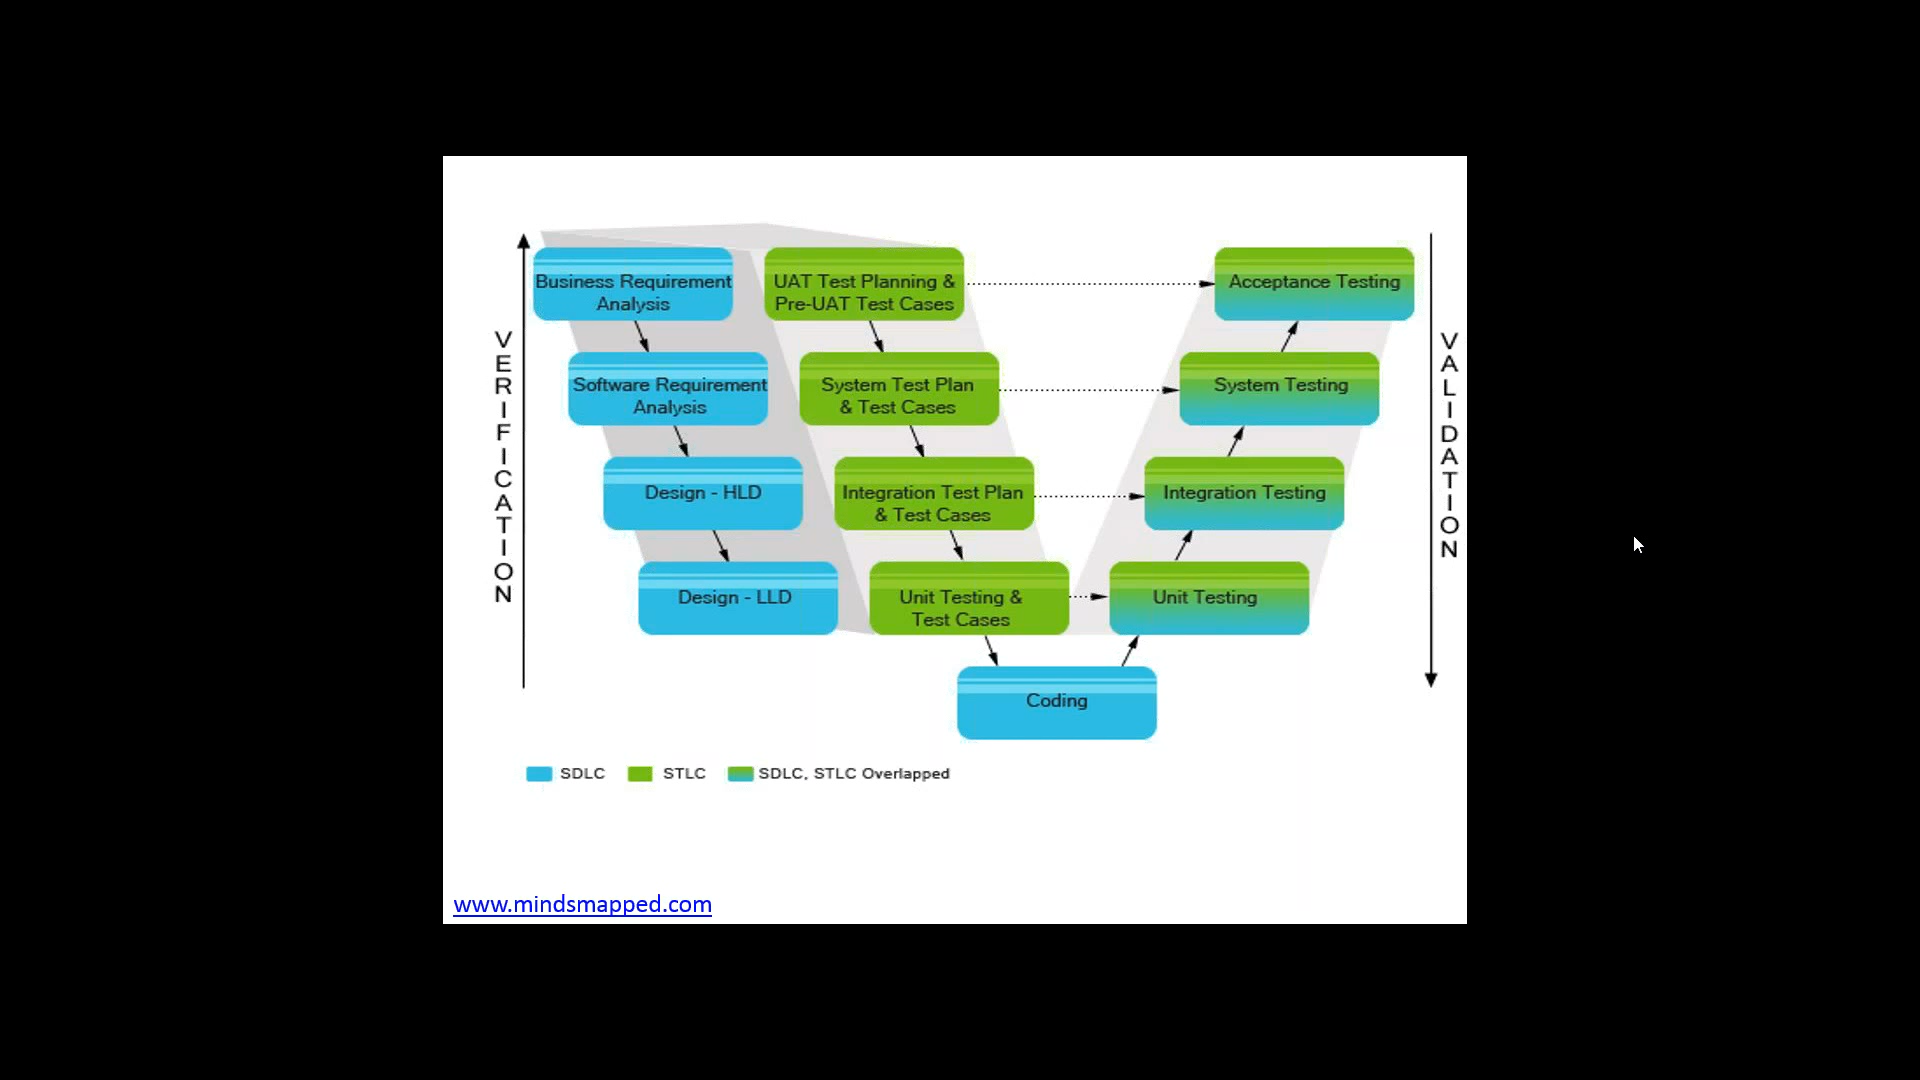 Business Requirement
Analysis
UAT Test Planning &
Pre-UAT Test Cases
Acceptance Testing
Software Requirement
Analysis
System Test Plan
& Test Cases
System Testing
Design - HLD
Integration Test Plan
& Test Cases
Integration Testing
Design - LLD
Unit Testing &
Test Cases
Unit Testing
Coding
VERIFICATION
VALIDATION
SDLC
STLC
SDLC, STLC Overlapped
www.mindsmapped.com